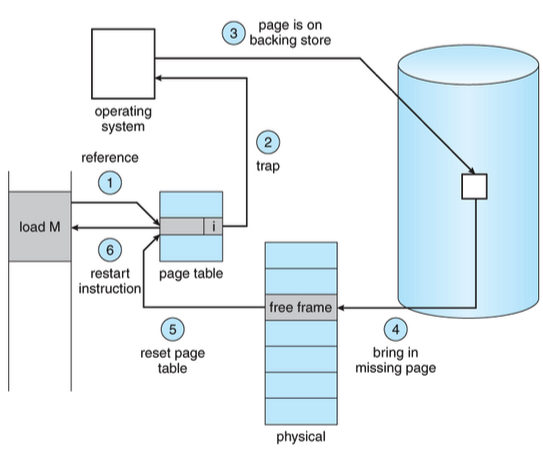 3
page is on
backing store
operating
system
2
trap
reference
1
load M
i
6
restart
instruction
page table
free frame
5
reset page
table
4
bring in
missing page
physical